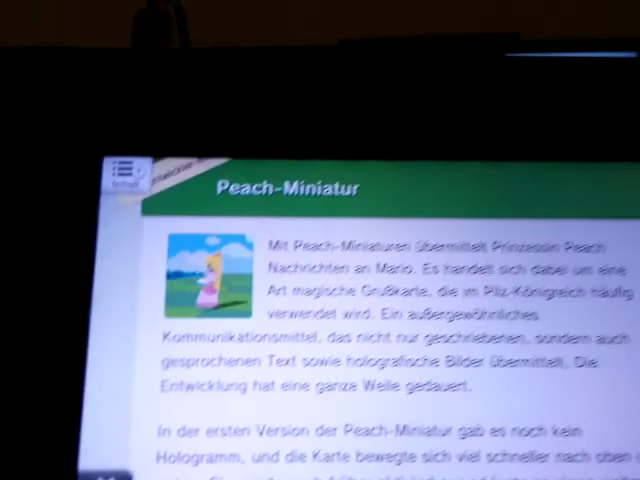 Inhalt
Peach-Miniatur
Mit Peach-Miniaturen übermittelt Prinzessin Peach
Nachrichten an Mario. Es handelt sich dabei um eine
Art magische Grußkarte, die im Pilz-Königreich häufig
verwendet wird. Ein außergewöhnliches
Kommunikationsmittel, das nicht nur geschriebenen, sondern auch
gesprochenen Text sowie holografische Bilder übermittelt. Die
Entwicklung hat eine ganze Weile gedauert.
In der ersten Version der Peach-Miniatur gab es noch kein
Hologramm, und die Karte bewegte sich viel schneller nach oben